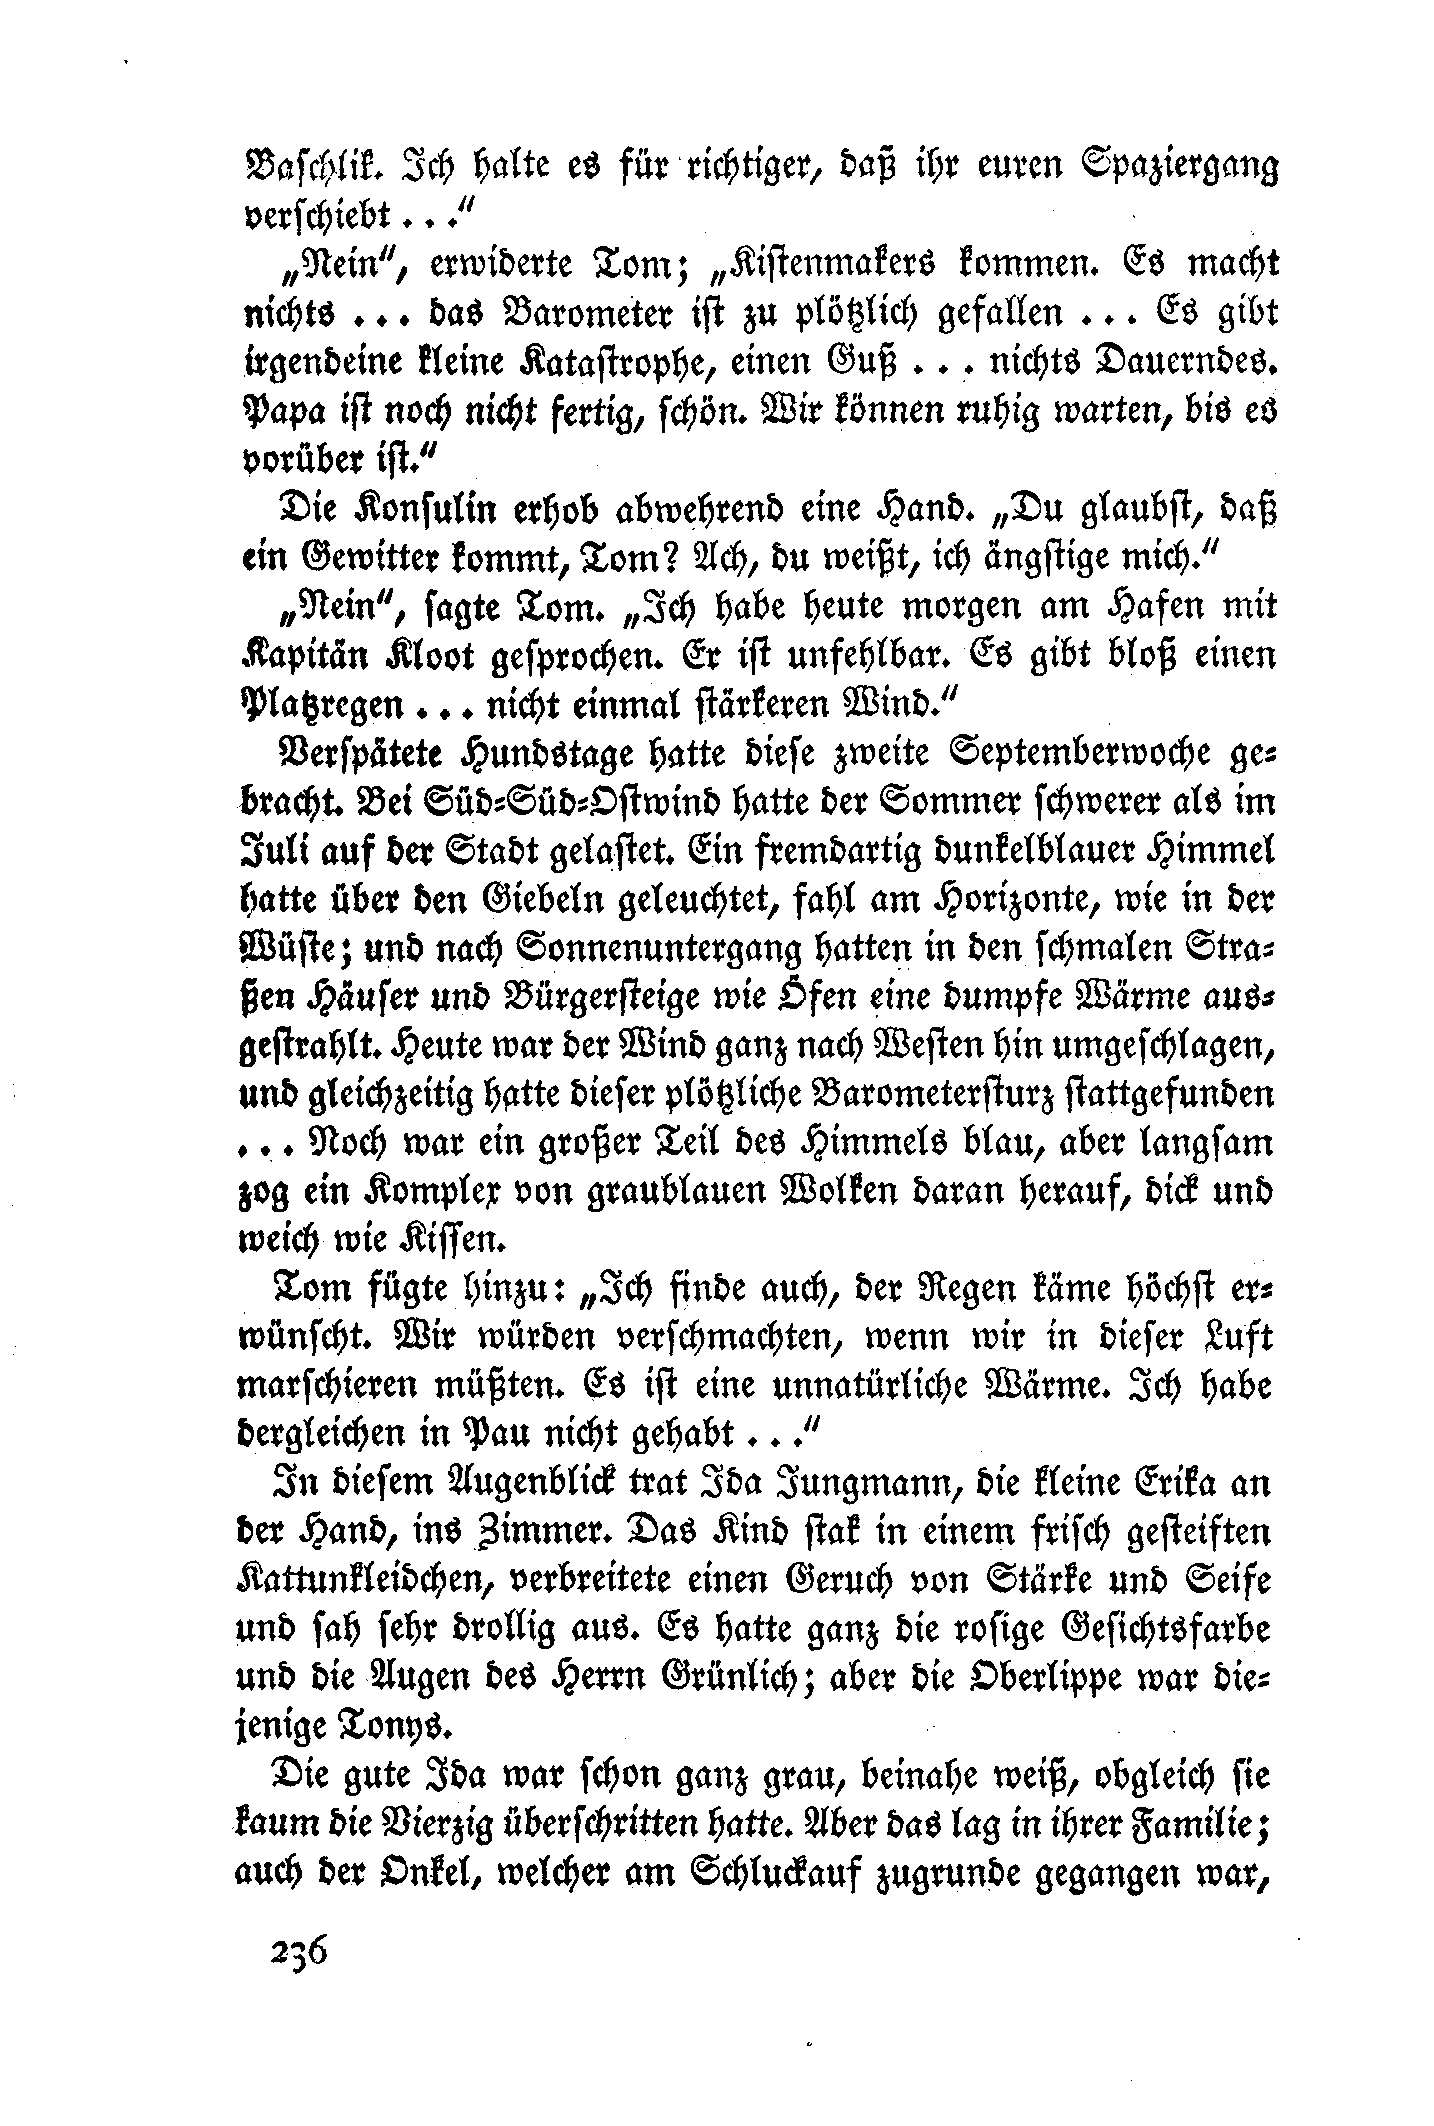 Baschlik. Ich halte es für richtiger, daß ihr euren Spaziergang
verschiebt . . .“
„Nein“, erwiderte Tom; „Kistenmakers kommen. Es macht
nichts . . . das Barometer ist zu plötzlich gefallen . . . Es gibt
irgendeine kleine Katastrophe, einen Guß . . . nichts Dauerndes.
Papa ist noch nicht fertig, schön. Wir können ruhig warten, bis es
vorüber ist.“
Die Konsulin erhob abwehrend eine Hand. „Du glaubst, daß
ein Gewitter kommt, Tom? Ach, du weißt, ich ängstige mich.“
„Nein“, sagte Tom. „Ich habe heute morgen am Hafen mit
Kapitän Kloot gesprochen. Er ist unfehlbar. Es gibt bloß einen
Platzregen . . . nicht einmal stärkeren Wind.“
Verspätete Hundstage hatte diese zweite Septemberwoche ge-
bracht. Bei Süd-Süd-Ostwind hatte der Sommer schwerer als im
Juli auf der Stadt gelastet. Ein fremdartig dunkelblauer Himmel
hatte über den Giebeln geleuchtet, fahl am Horizonte, wie in der
Wüste; und nach Sonnenuntergang hatten in den schmalen Stra-
ßen Häuser und Bürgersteige wie Öfen eine dumpfe Wärme aus-
gestrahlt. Heute war der Wind ganz nach Westen hin umgeschlagen,
und gleichzeitig hatte dieser plötzliche Barometersturz stattgefunden
. . . Noch war ein großer Teil des Himmels blau, aber langsam
zog ein Komplex von graublauen Wolken daran herauf, dick und
weich wie Kissen.
Tom fügte hinzu: „Ich finde auch, der Regen käme höchst er-
wünscht. Wir würden verschmachten, wenn wir in dieser Luft
marschieren müßten. Es ist eine unnatürliche Wärme. Ich habe
dergleichen in Pau nicht gehabt . . .“
In diesem Augenblick trat Ida Jungmann, die kleine Erika an
der Hand, ins Zimmer. Das Kind stak in einem frisch gesteiften
Kattunkleidchen, verbreitete einen Geruch von Stärke und Seife
und sah sehr drollig aus. Es hatte ganz die rosige Gesichtsfarbe
und die Augen des Herrn Grünlich; aber die Oberlippe war die-
jenige Tonys.
Die gute Ida war schon ganz grau, beinahe weiß, obgleich sie
kaum die Vierzig überschritten hatte. Aber das lag in ihrer Familie;
auch der Onkel, welcher am Schluckauf zugrunde gegangen war,
236